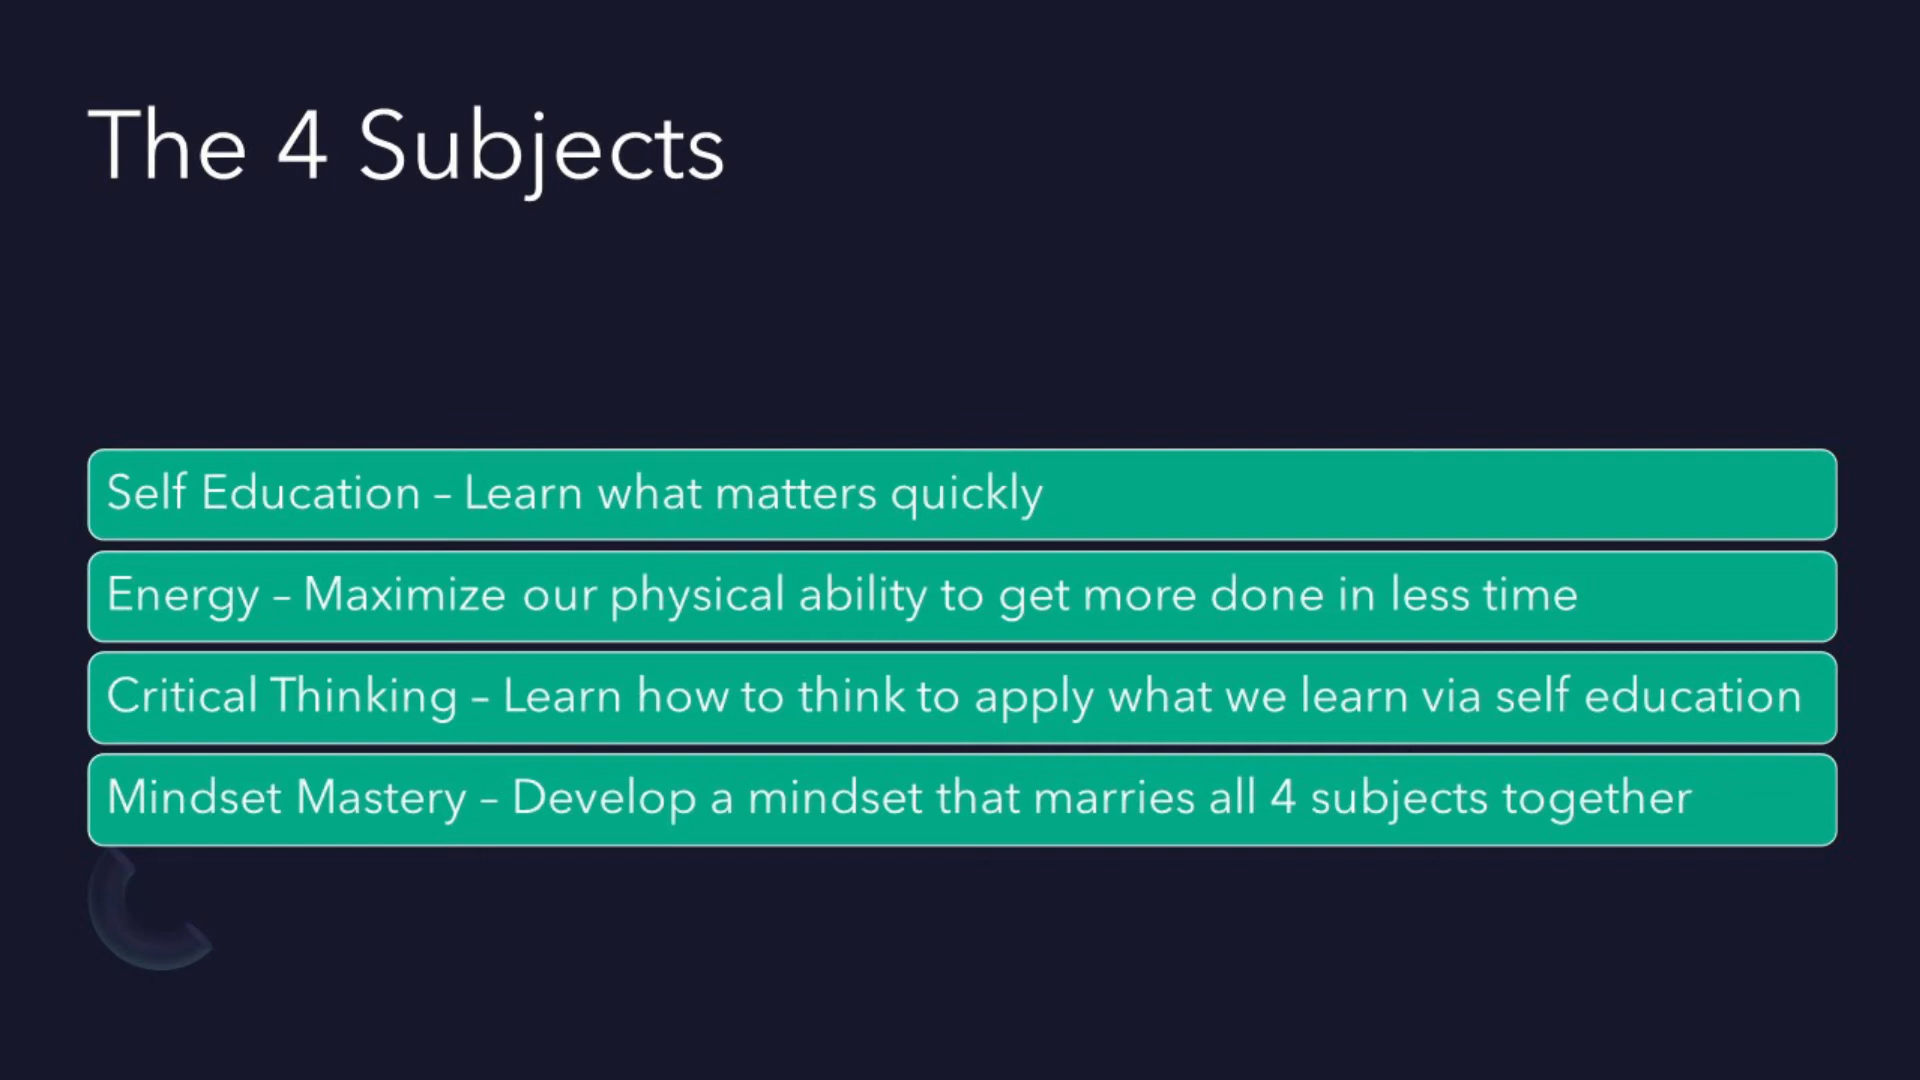 The 4 Subjects
Self Education – Learn what matters quickly
Energy – Maximize our physical ability to get more done in less time
Critical Thinking – Learn how to think to apply what we learn via self education
Mindset Mastery – Develop a mindset that marries all 4 subjects together